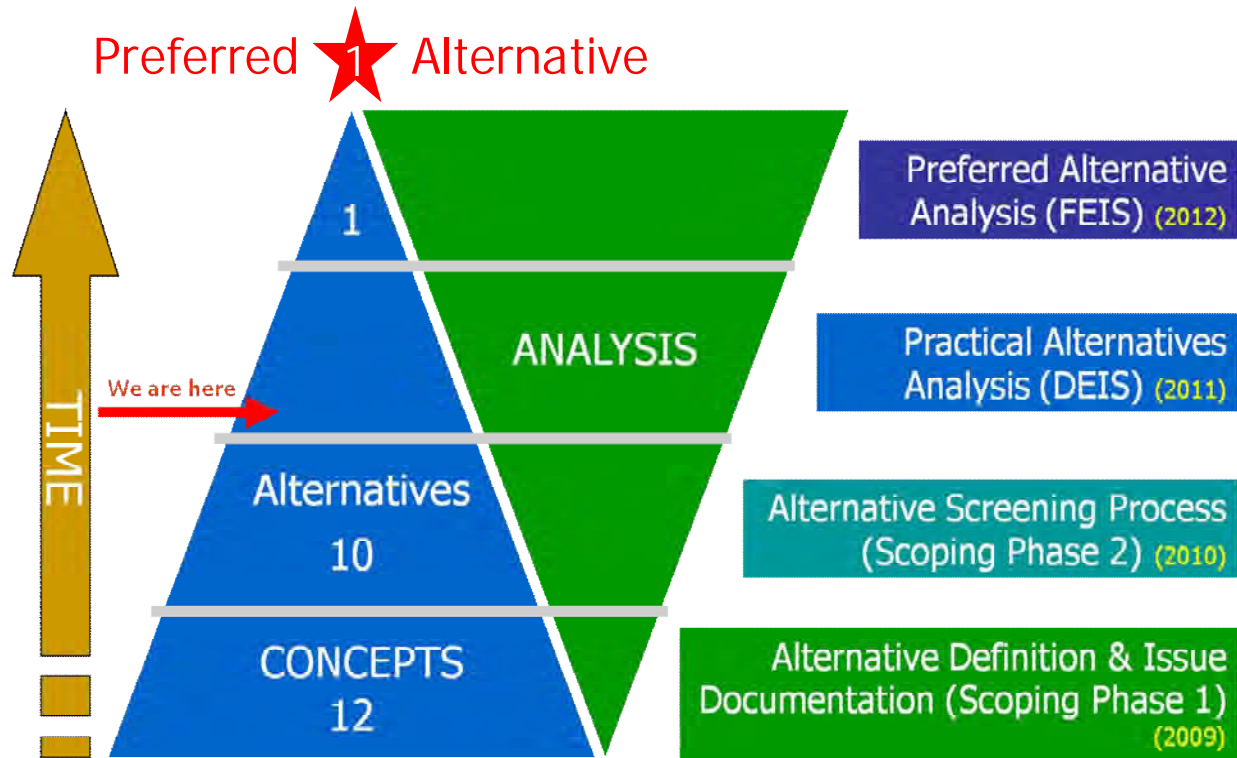 Preferred 1 Alternative
1
Preferred Alternative
Analysis (FEIS) (2012)
ANALYSIS
Practical Alternatives
Analysis (DEIS) (2011)
We are here
TIME
Alternatives
10
Alternative Screening Process
(Scoping Phase 2) (2010)
CONCEPTS
12
Alternative Definition & Issue
Documentation (Scoping Phase 1)
(2009)